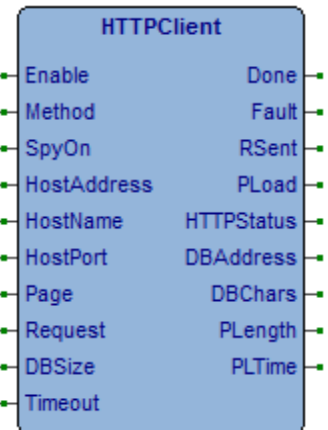 HTTPClient
Enable Done
Method Fault
SpyOn RSent
HostAddress PLoad
HostName HTTPStatus
HostPort DBAddress
Page DBChars
Request PLength
DBSize PLTime
Timeout